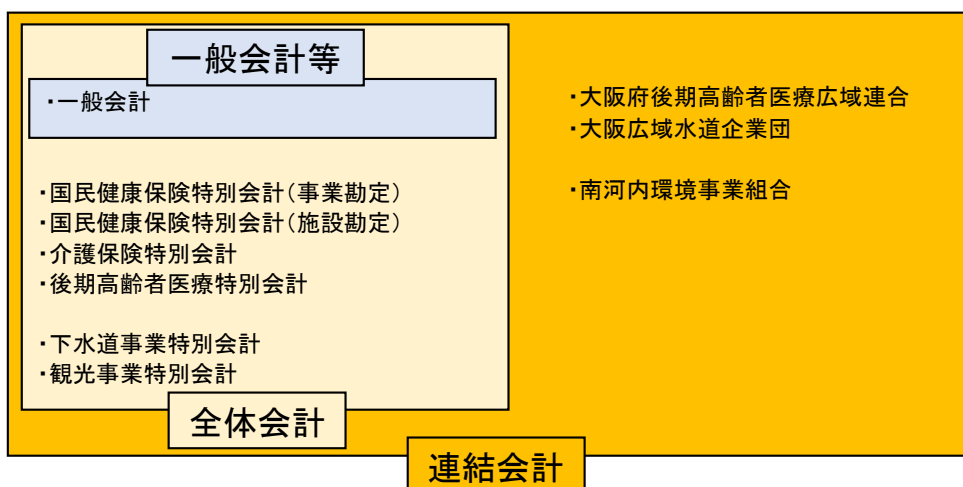 一般会計等
・一般会計
・国民健康保険特別会計(事業勘定)
・国民健康保険特別会計(施設勘定)
・介護保険特別会計
・後期高齢者医療特別会計
・下水道事業特別会計
・観光事業特別会計
全体会計
・大阪府後期高齢者医療広域連合
・大阪広域水道企業団
・南河内環境事業組合
連結会計